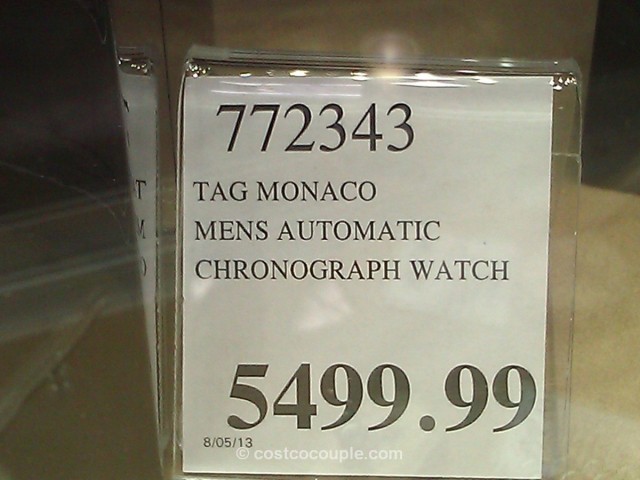 772343
TAG MONACO
MENS AUTOMATIC
CHRONOGRAPH WATCH
5499.99
8/05/13
© costcocouple.com